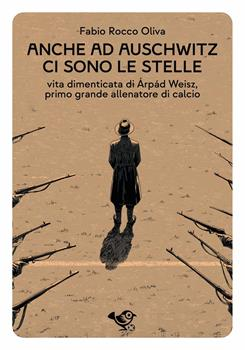 Fabio Rocco Oliva
ANCHE AD AUSCHWITZ
CI SONO LE STELLE
vita dimenticata di Árpád Weisz,
primo grande allenatore di calcio